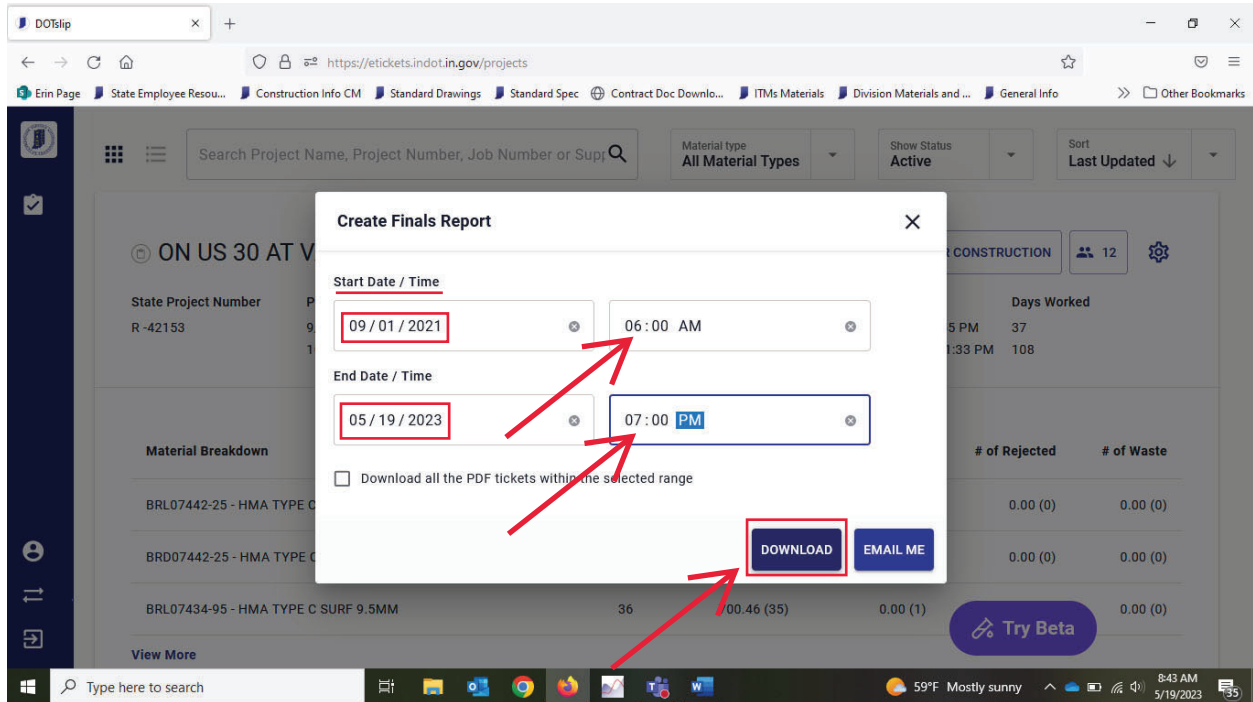 DOTslip
https://etickets.indot.in.gov/projects
Erin Page State Employee Resou... Construction Info CM Standard Drawings Standard Spec Contract Doc Downlo... ITMs Materials Division Materials and ... General Info Other Bookmarks
Search Project Name, Project Number, Job Number or Supp
Material type
All Material Types
Show Status
Active
Sort
Last Updated
Create Finals Report
ON US 30 AT V
CONSTRUCTION
12
Start Date / Time
State Project Number
Days Worked
09/01/2021 06:00 AM
R -42153
5 PM 37
1:33 PM 108
End Date / Time
05/19/2023 07:00 PM
Material Breakdown # of Rejected # of Waste
Download all the PDF tickets within the selected range
BRL07442-25 - HMA TYPE C 0.00 (0) 0.00 (0)
DOWNLOAD EMAIL ME
BRD07442-25 - HMA TYPE C 0.00 (0) 0.00 (0)
BRL07434-95 - HMA TYPE C SURF 9.5MM 36 700.46 (35) 0.00 (1) 0.00 (0)
Try Beta
View More
Type here to search
59°F Mostly sunny
8:43 AM
5/19/2023
35